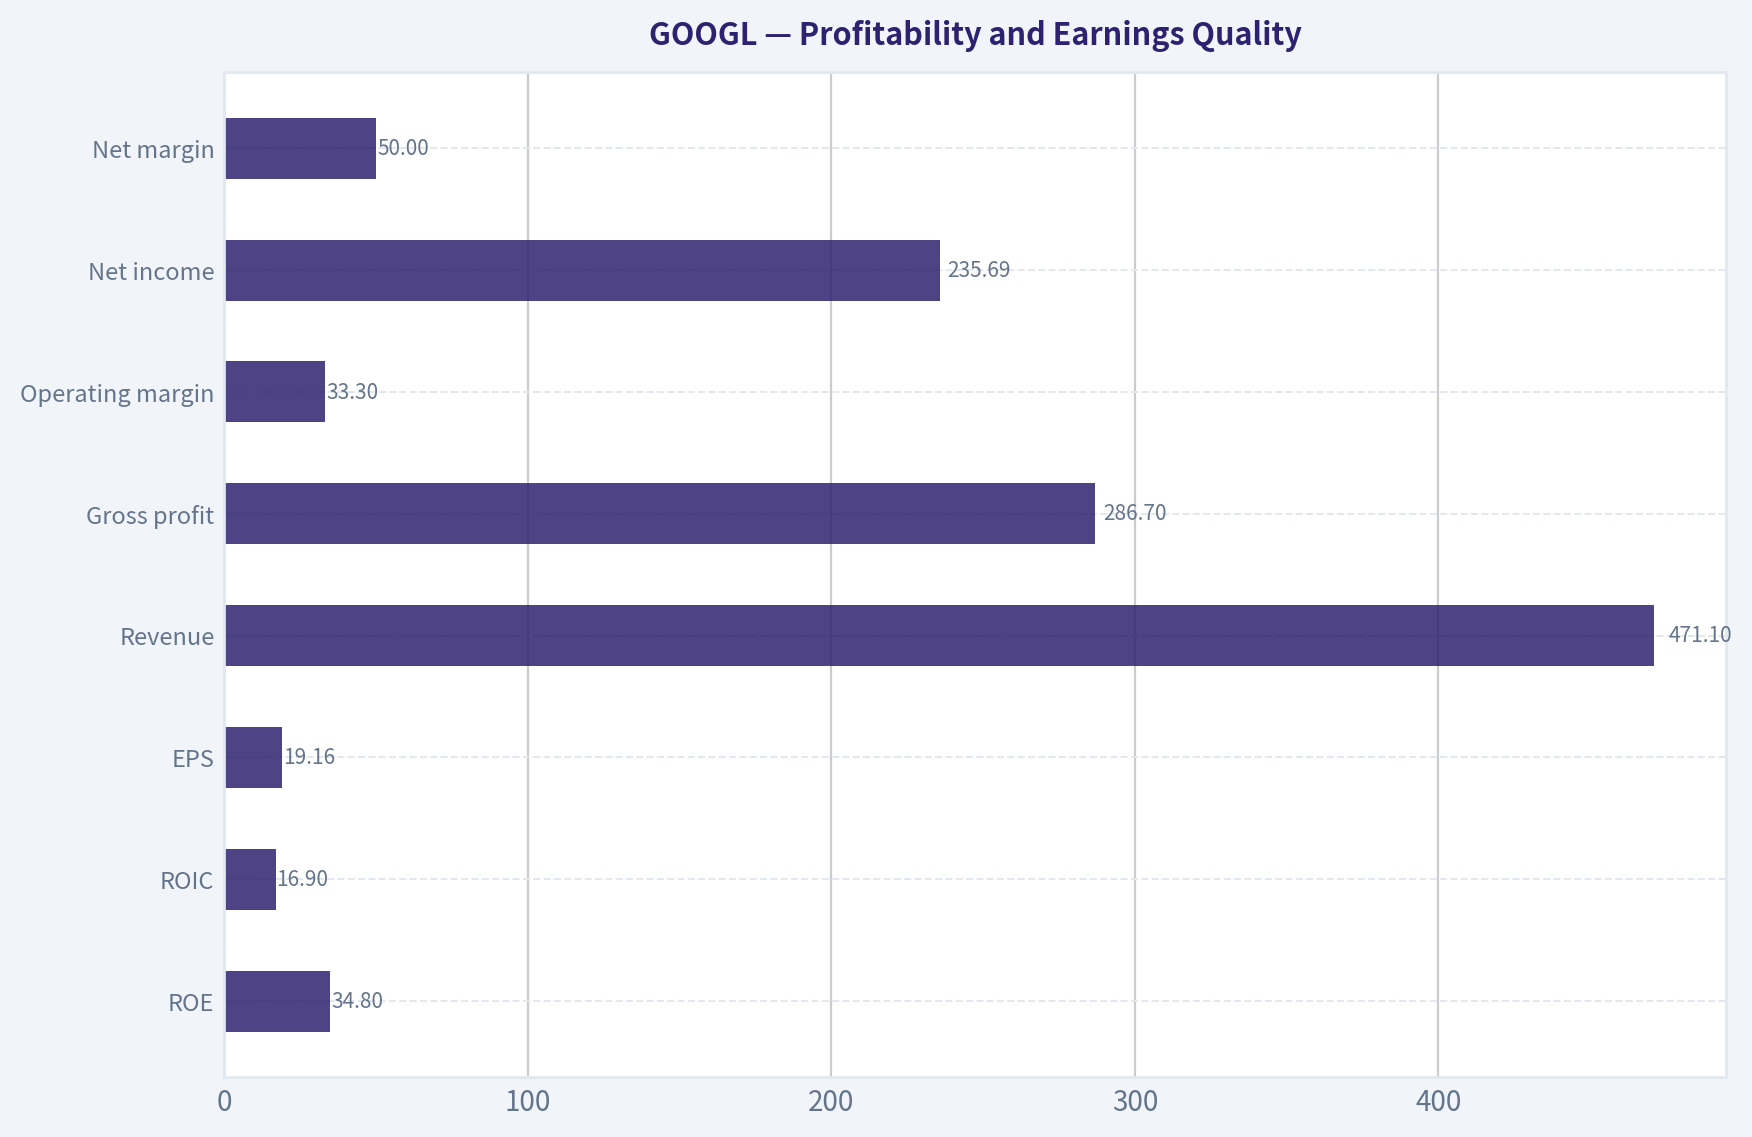 GOOGL — Profitability and Earnings Quality
Net margin 50.00
Net income 235.69
Operating margin 33.30
Gross profit 286.70
Revenue 471.10
EPS 19.16
ROIC 16.90
ROE 34.80
0 100 200 300 400